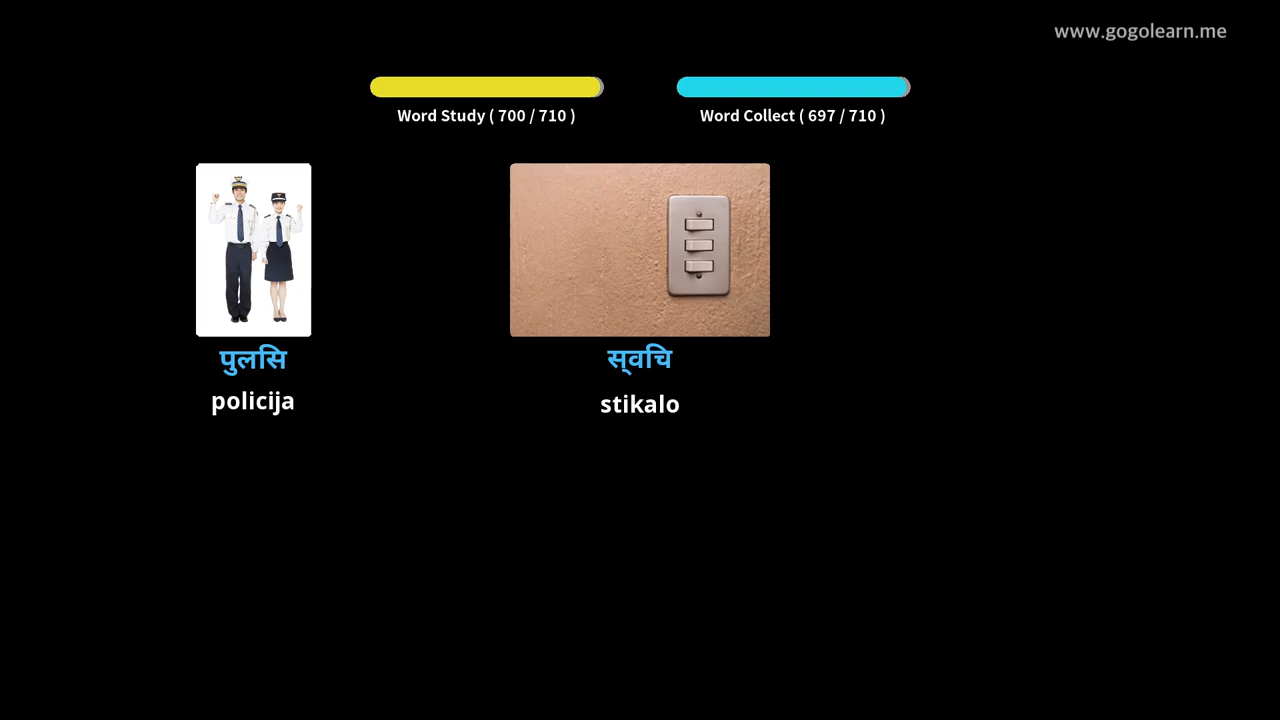 www.gogolearn.me
Word Study ( 700 / 710 )
Word Collect ( 697 / 710 )
पुलसि
policija
स्वचि
stikalo